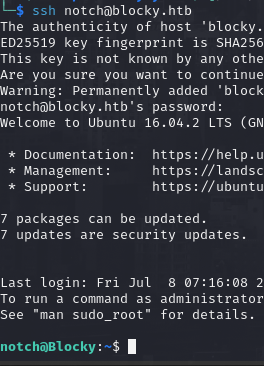 └─$ ssh notch@blocky.htb
The authenticity of host 'blocky.
ED25519 key fingerprint is SHA256
This key is not known by any othe
Are you sure you want to continue
Warning: Permanently added 'block
notch@blocky.htb's password:
Welcome to Ubuntu 16.04.2 LTS (GN
* Documentation:  https://help.u
* Management:     https://landsc
* Support:        https://ubuntu
7 packages can be updated.
7 updates are security updates.
Last login: Fri Jul  8 07:16:08 2
To run a command as administrator
See "man sudo_root" for details.
notch@Blocky:~$